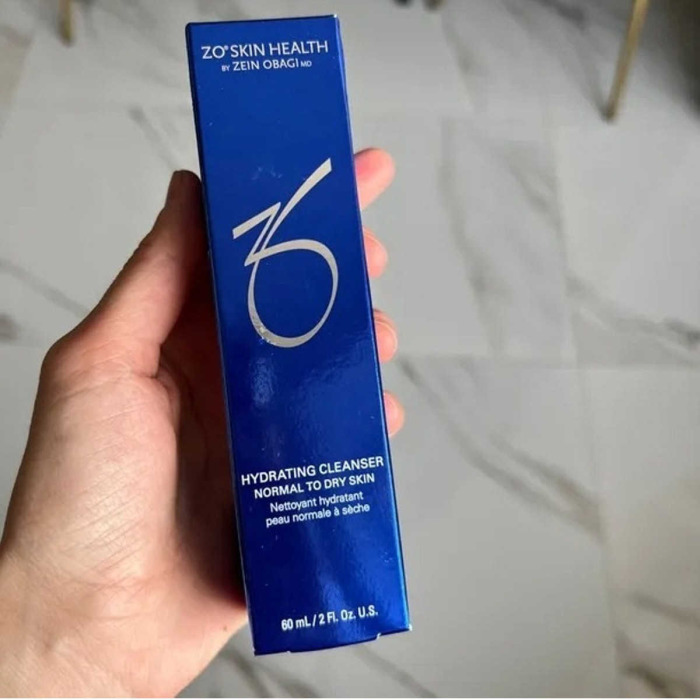 ZO® SKIN HEALTH
BY ZEIN OBAGI MD
HYDRATING CLEANSER
NORMAL TO DRY SKIN
Nettoyant hydratant
peau normale à sèche
60 mL / 2 Fl. Oz. U.S.